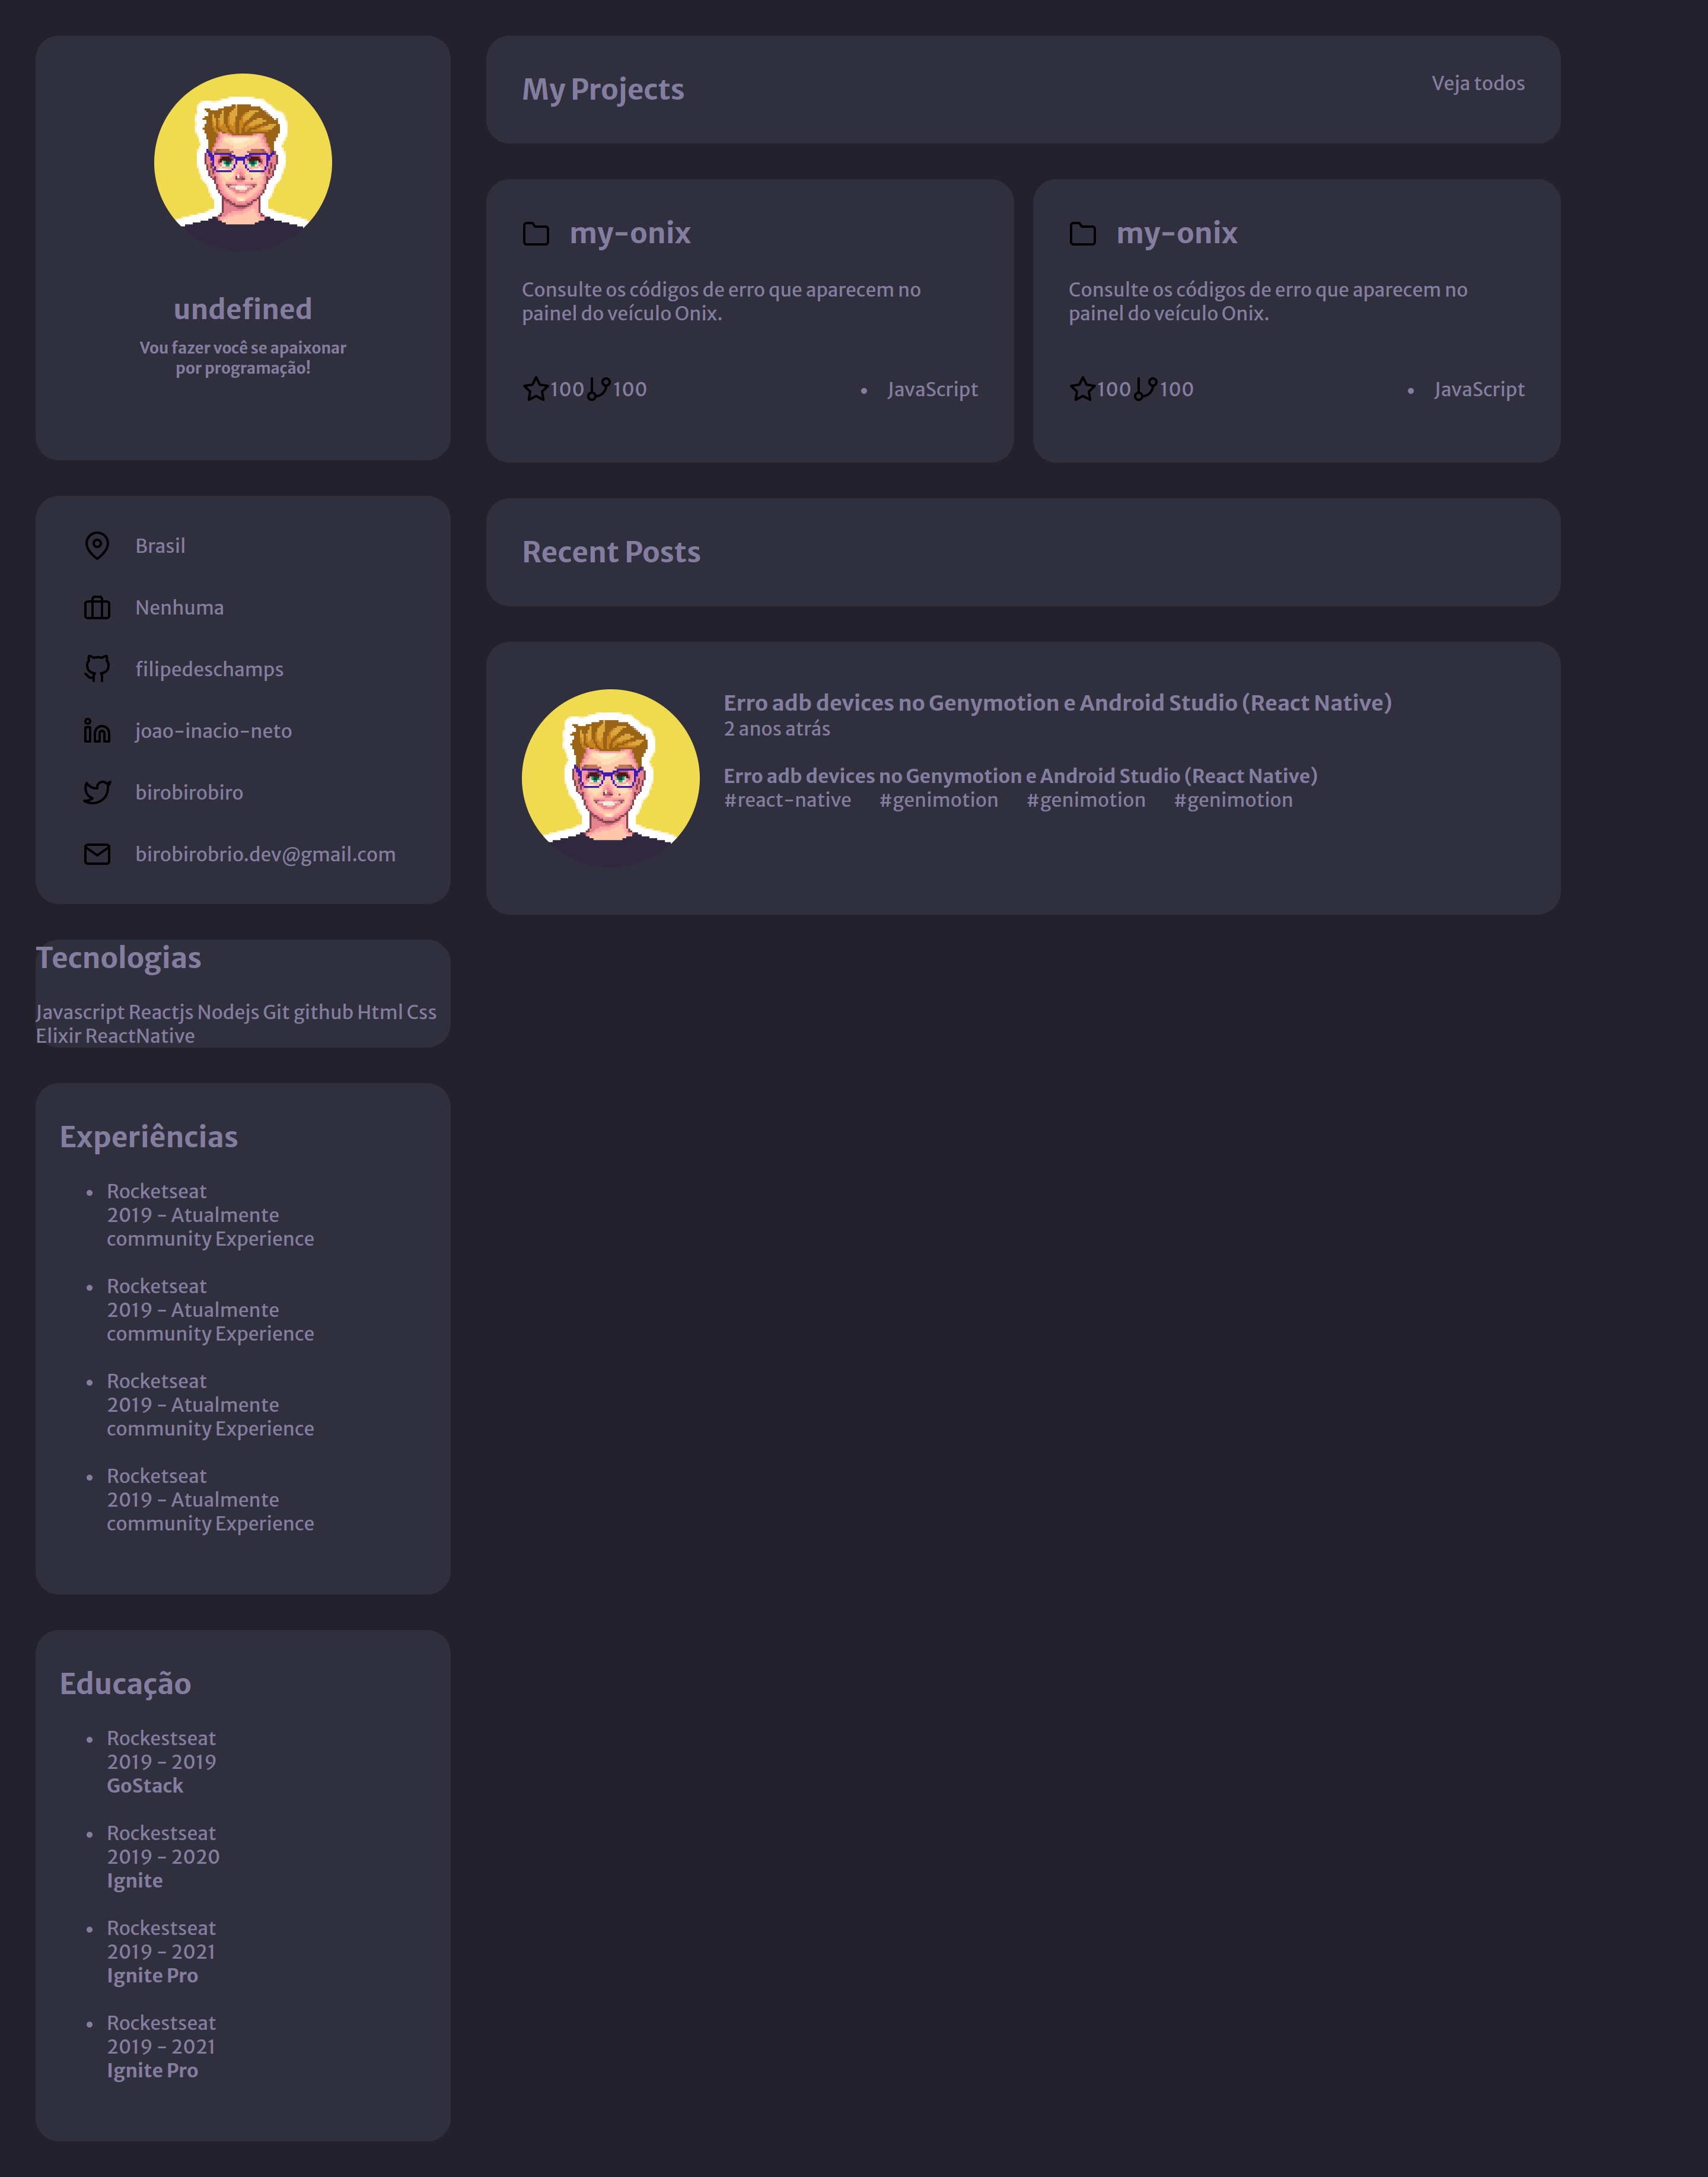 undefined
Vou fazer você se apaixonar
por programação!
Brasil
Nenhuma
filipedeschamps
joao-inacio-neto
birobirobiro
birobirobrio.dev@gmail.com
Tecnologias
Javascript Reactjs Nodejs Git github Html Css
Elixir ReactNative
Experiências
• Rocketseat
2019 - Atualmente
community Experience
• Rocketseat
2019 - Atualmente
community Experience
• Rocketseat
2019 - Atualmente
community Experience
• Rocketseat
2019 - Atualmente
community Experience
Educação
• Rockestseat
2019 - 2019
GoStack
• Rockestseat
2019 - 2020
Ignite
• Rockestseat
2019 - 2021
Ignite Pro
• Rockestseat
2019 - 2021
Ignite Pro
My Projects
Veja todos
my-onix
Consulte os códigos de erro que aparecem no
painel do veículo Onix.
100 100 • JavaScript
my-onix
Consulte os códigos de erro que aparecem no
painel do veículo Onix.
100 100 • JavaScript
Recent Posts
Erro adb devices no Genymotion e Android Studio (React Native)
2 anos atrás
Erro adb devices no Genymotion e Android Studio (React Native)
#react-native #genimotion #genimotion #genimotion